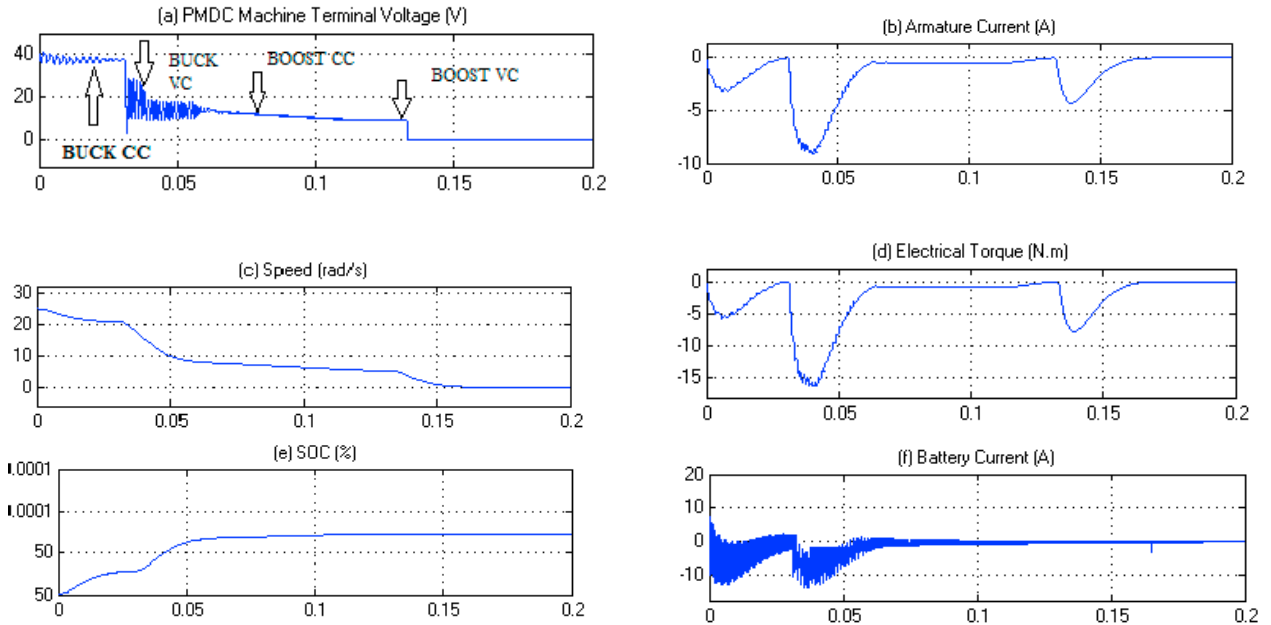 (a) PMDC Machine Terminal Voltage (V)
40
20
0
BUCK CC
BUCK
VC
BOOST CC
BOOST VC
0 0.05 0.1 0.15 0.2
(b) Armature Current (A)
0
-5
-10
0 0.05 0.1 0.15 0.2
(c) Speed (rad/s)
30
20
10
0
0 0.05 0.1 0.15 0.2
(d) Electrical Torque (N.m)
0
-5
-10
-15
0 0.05 0.1 0.15 0.2
(e) SOC (%)
.0001
.0001
50
50
0 0.05 0.1 0.15 0.2
(f) Battery Current (A)
20
10
0
-10
0 0.05 0.1 0.15 0.2